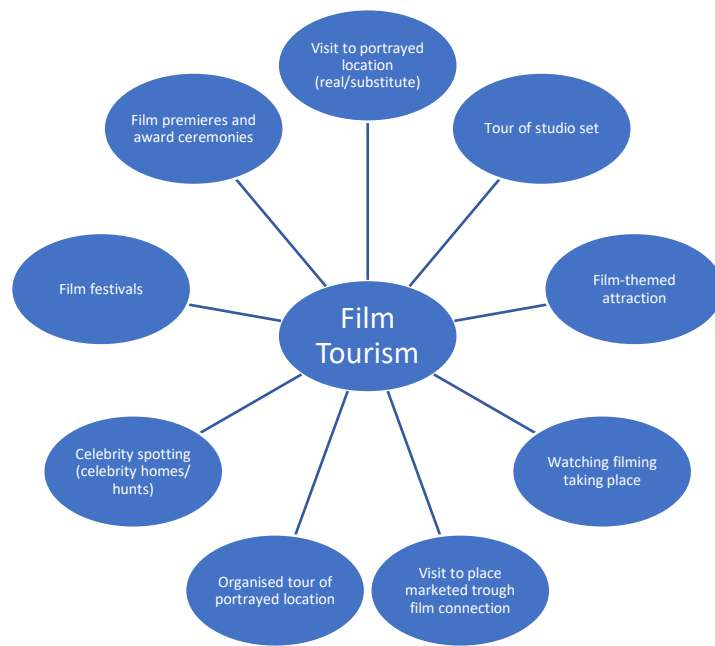 Visit to portrayed
location
(real/substitute)
Tour of studio set
Film-themed
attraction
Watching filming
taking place
Visit to place
marketed trough
film connection
Organised tour of
portrayed location
Celebrity spotting
(celebrity homes/
hunts)
Film festivals
Film premieres and
award ceremonies
Film
Tourism